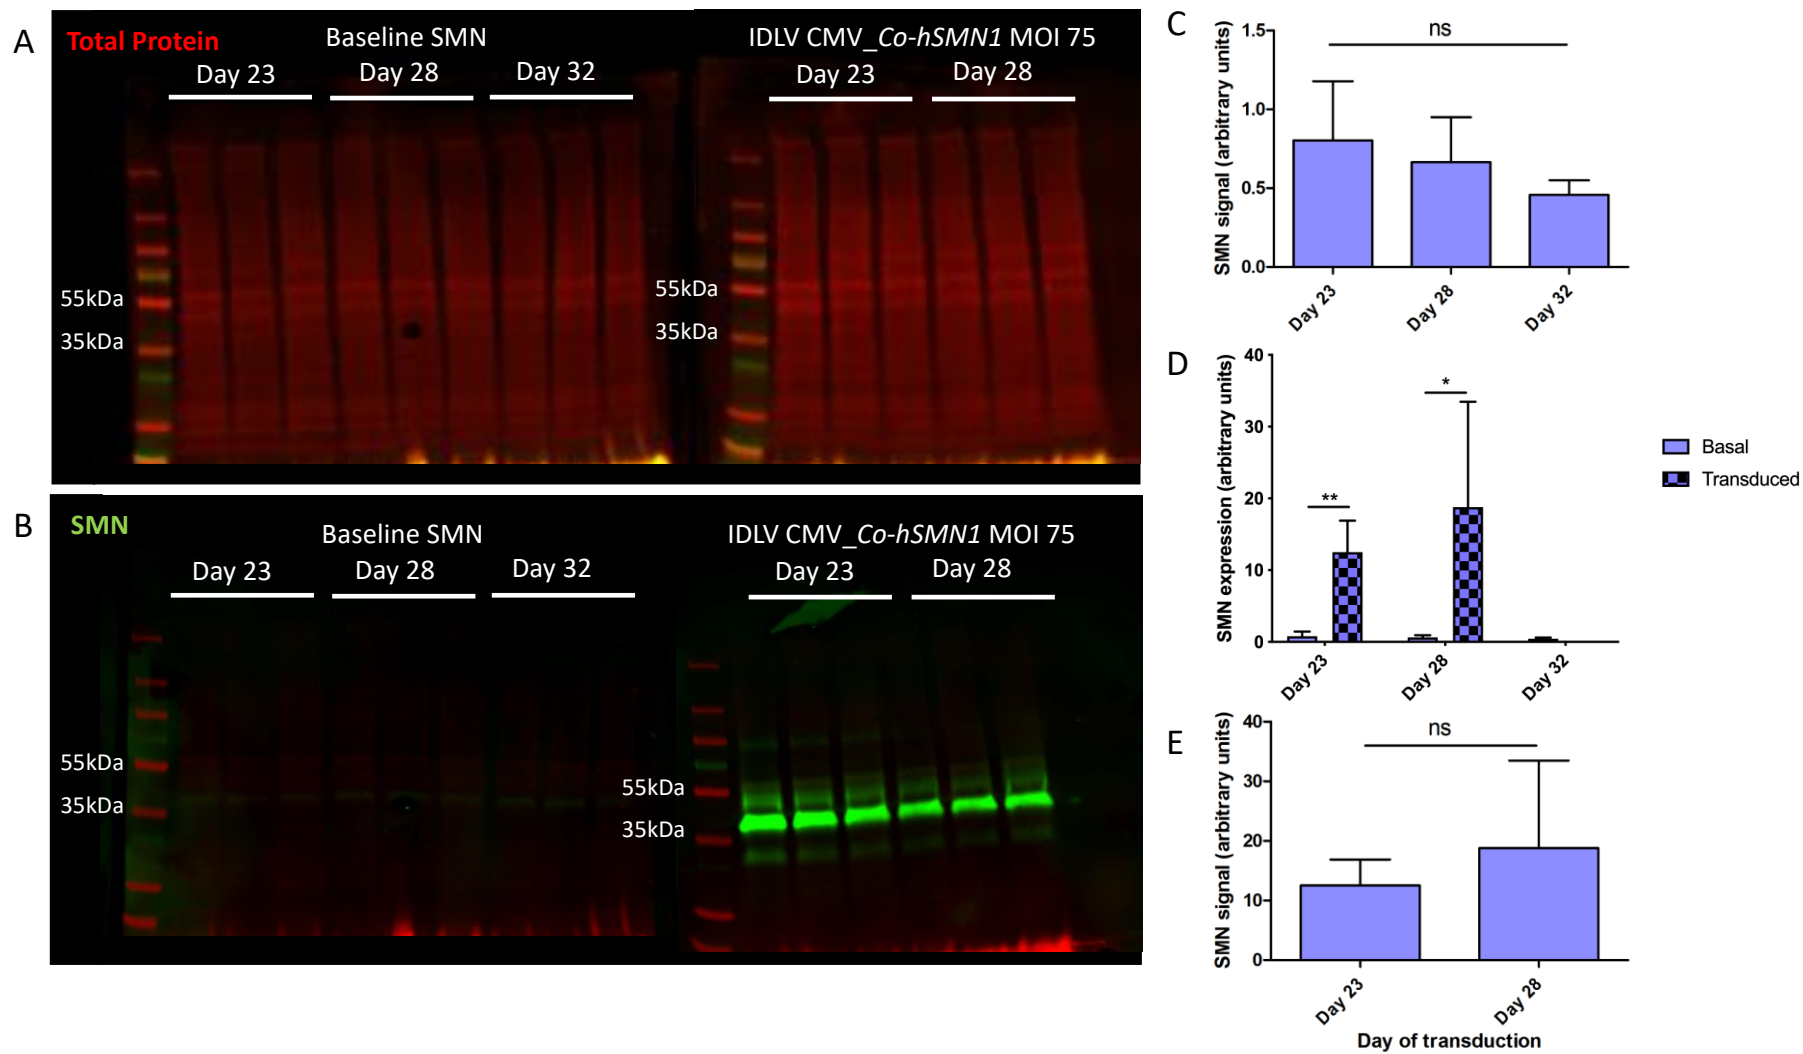 A
Total Protein
Baseline SMN
IDLV CMV_Co-hSMN1 MOI 75
Day 23
Day 28
Day 32
Day 23
Day 28
55kDa
35kDa
55kDa
35kDa
B
SMN
Baseline SMN
IDLV CMV_Co-hSMN1 MOI 75
Day 23
Day 28
Day 32
Day 23
Day 28
55kDa
35kDa
55kDa
35kDa
C
SMN signal (arbitrary units)
1.5
1.0
0.5
0.0
ns
Day 23
Day 28
Day 32
D
SMN expression (arbitrary units)
40
30
20
10
0
**
*
Day 23
Day 28
Day 32
Basal
Transduced
E
SMN signal (arbitrary units)
40
30
20
10
0
ns
Day 23
Day 28
Day of transduction